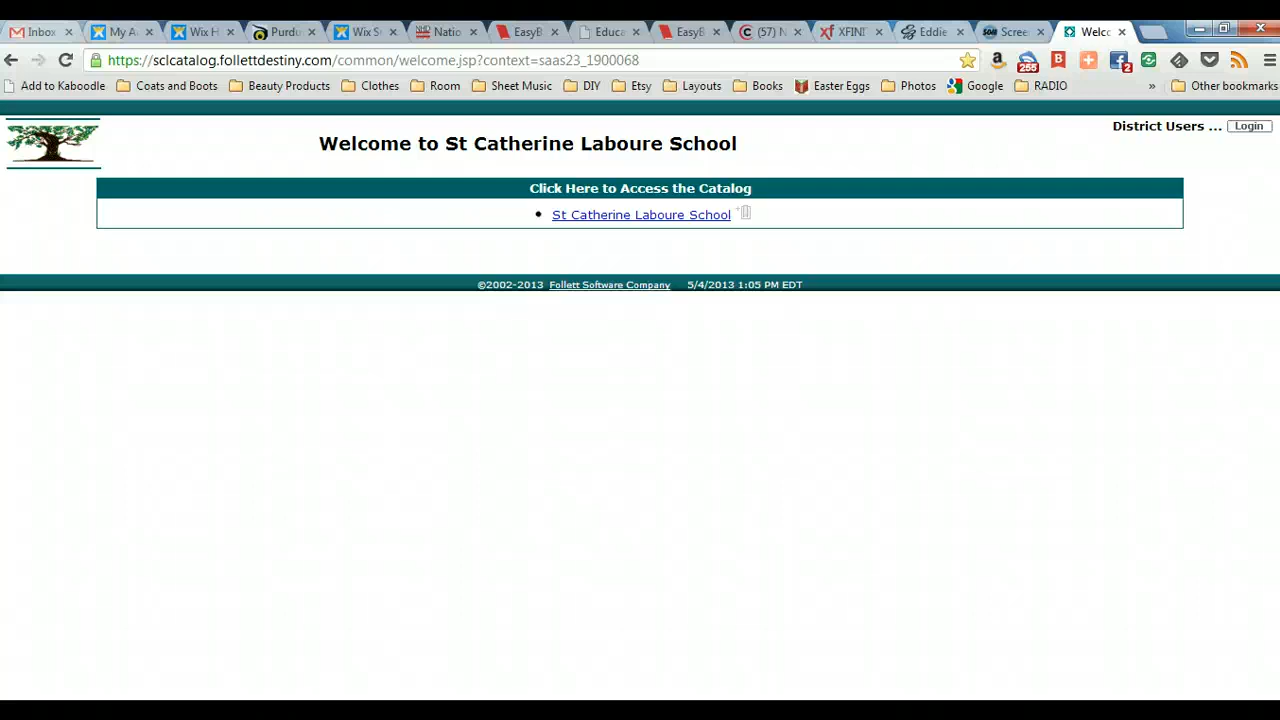 Inbox My A Wix H Purdu Wix S Natio EasyB Educa EasyB (57) N XFINI Eddie Scree Welc
https://sclcatalog.follettdestiny.com/common/welcome.jsp?context=saas23_1900068 255 2
Add to Kaboodle Coats and Boots Beauty Products Clothes Room Sheet Music DIY Etsy Layouts Books Easter Eggs Photos Google RADIO » Other bookmarks
District Users ... Login
Welcome to St Catherine Laboure School
Click Here to Access the Catalog
• St Catherine Laboure School
©2002-2013 Follett Software Company 5/4/2013 1:05 PM EDT